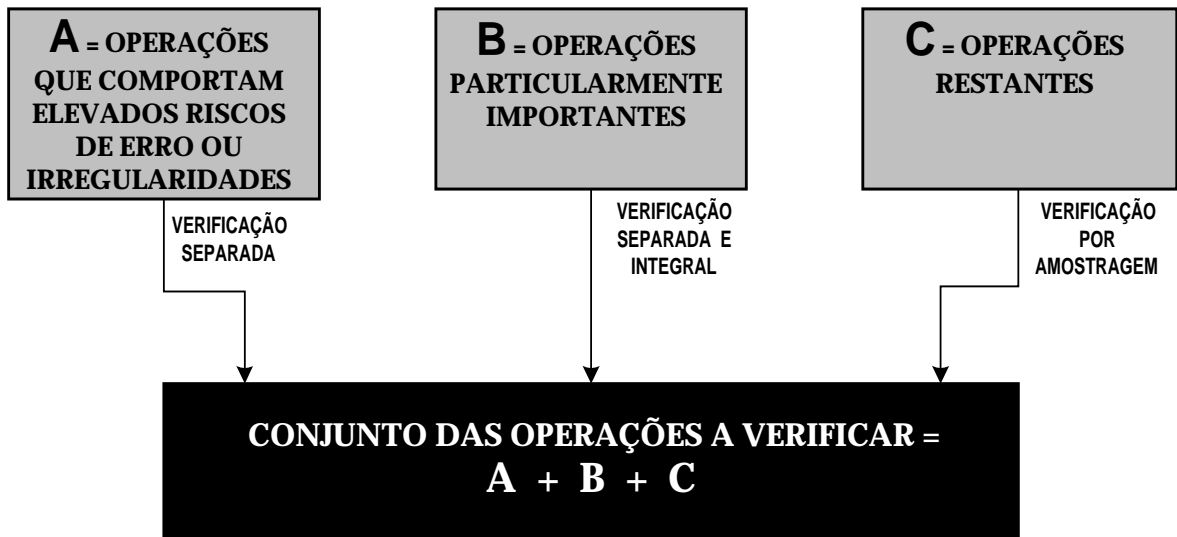 A = OPERAÇÕES
QUE COMPORTAM
ELEVADOS RISCOS
DE ERRO OU
IRREGULARIDADES
B = OPERAÇÕES
PARTICULARMENTE
IMPORTANTES
C = OPERAÇÕES
RESTANTES
VERIFICAÇÃO
SEPARADA
VERIFICAÇÃO
SEPARADA E
INTEGRAL
VERIFICAÇÃO
POR
AMOSTRAGEM
CONJUNTO DAS OPERAÇÕES A VERIFICAR =
A + B + C